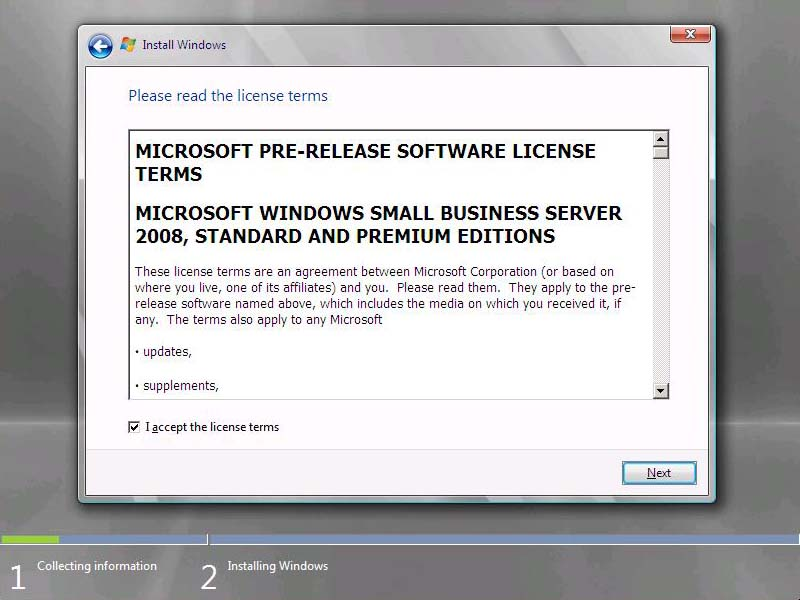 Install Windows
Please read the license terms
MICROSOFT PRE-RELEASE SOFTWARE LICENSE
TERMS
MICROSOFT WINDOWS SMALL BUSINESS SERVER
2008, STANDARD AND PREMIUM EDITIONS
These license terms are an agreement between Microsoft Corporation (or based on
where you live, one of its affiliates) and you.  Please read them.  They apply to the pre-
release software named above, which includes the media on which you received it, if
any.  The terms also apply to any Microsoft
• updates,
• supplements,
I accept the license terms
Next
1 Collecting information
2 Installing Windows